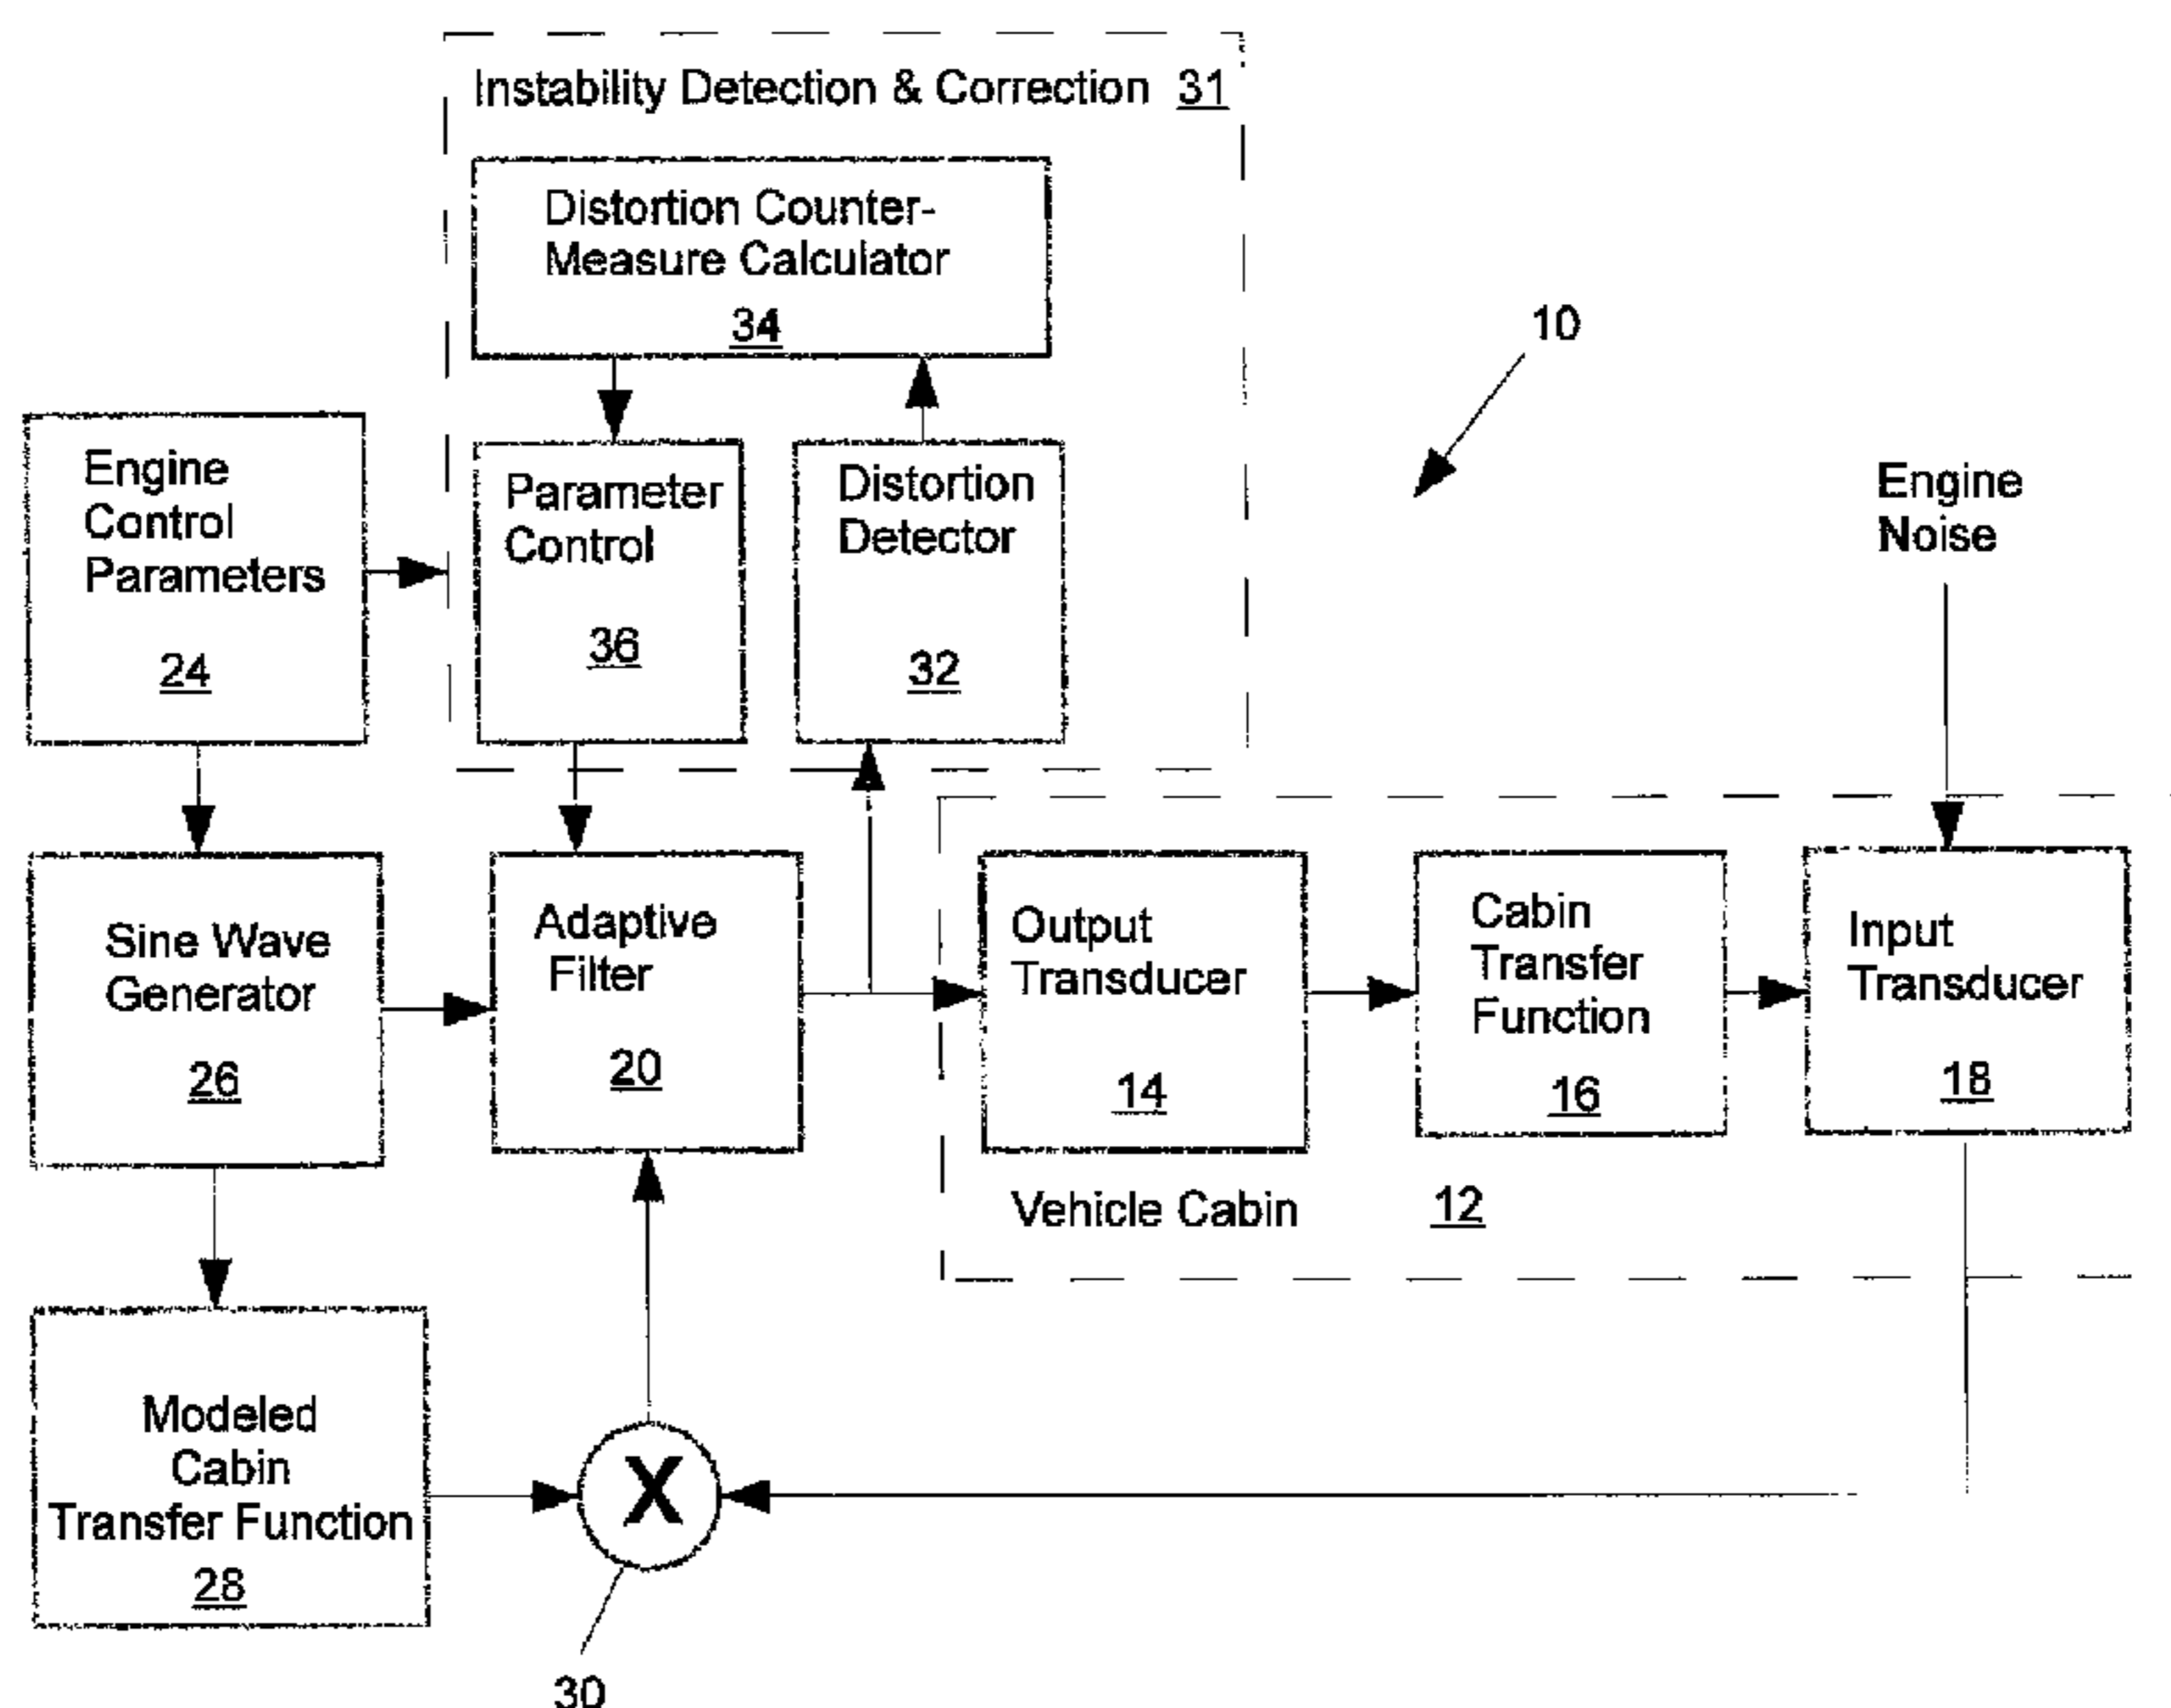 Instability Detection & Correction 31
Distortion Counter-
Measure Calculator
34
10
Engine
Control
Parameters
24
Parameter
Control
36
Distortion
Detector
32
Engine
Noise
Sine Wave
Generator
26
Adaptive
Filter
20
Output
Transducer
14
Cabin
Transfer
Function
16
Input
Transducer
18
Vehicle Cabin 12
Modeled
Cabin
Transfer Function
28
X
30